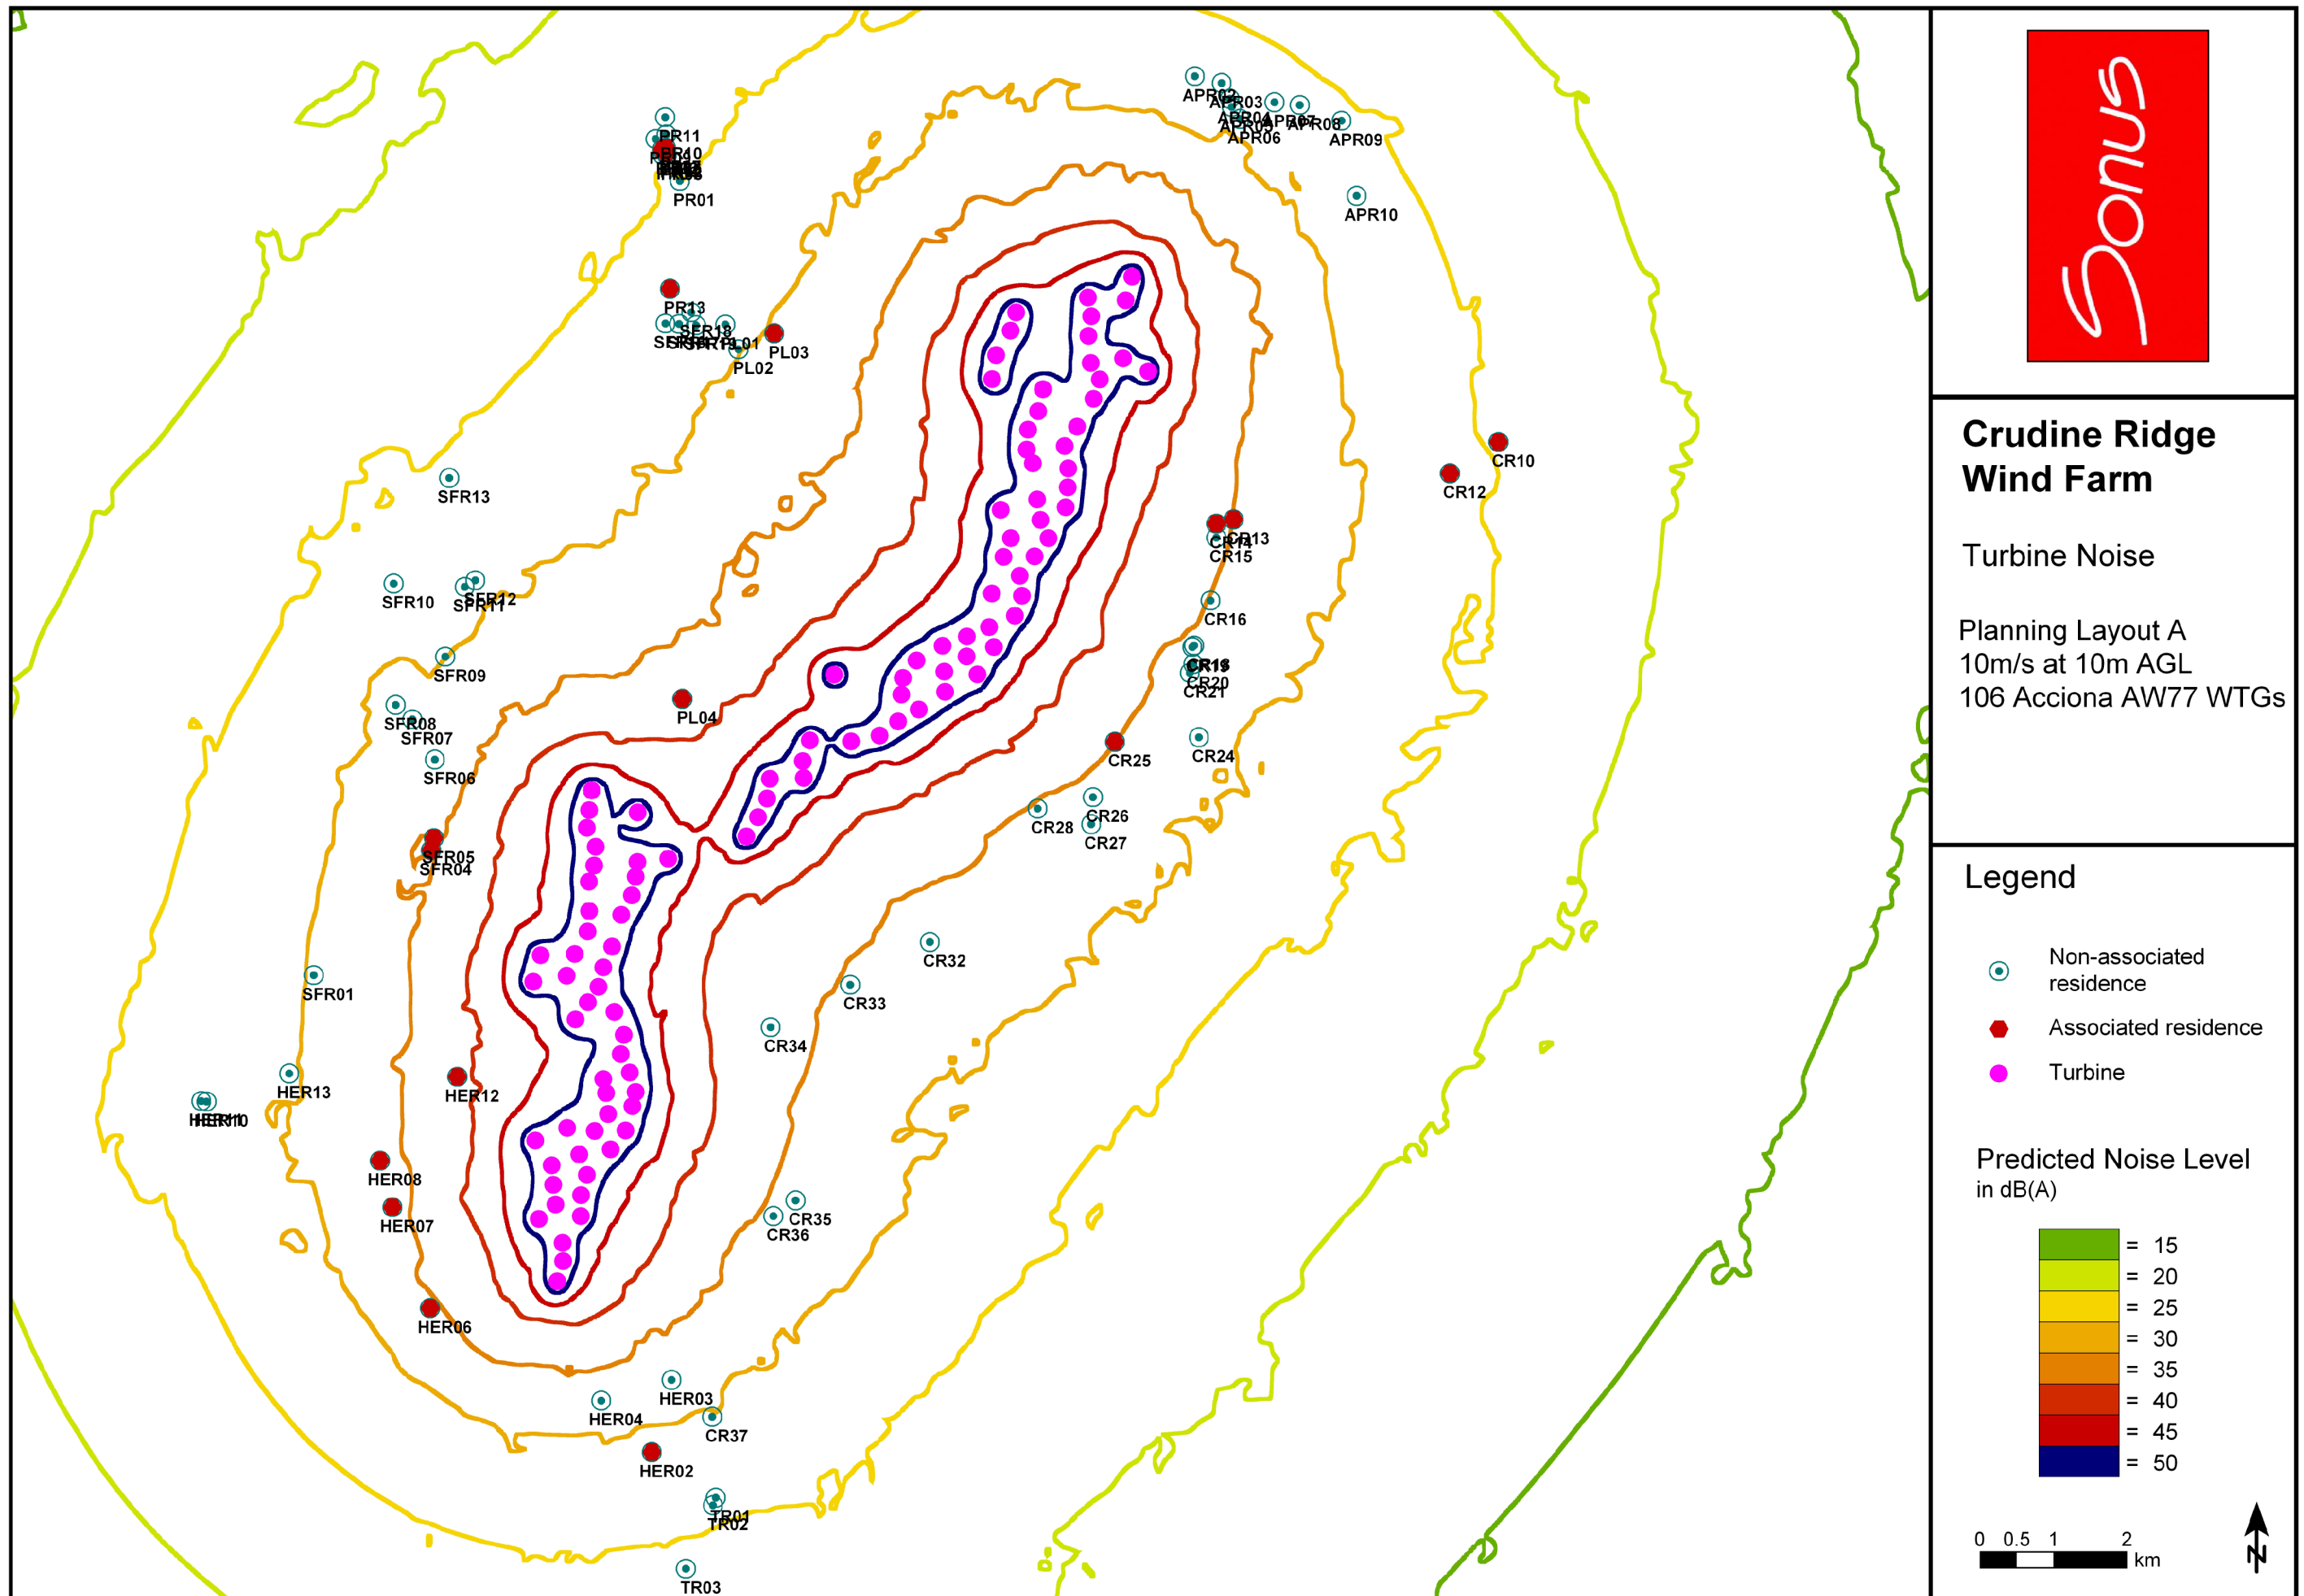 APR02
APR03
APR04
APR05
APR06
APR07
APR08
APR09
APR10
PR11
PR10
PR01
PR13
SFR18
PL01
PL02
PL03
SFR13
CR10
CR12
CR13
CR14
CR15
CR16
SFR10
SFR12
SFR11
SFR09
CR20
CR21
PL04
SFR08
SFR07
SFR06
CR24
CR25
CR26
CR28
CR27
SFR05
SFR04
CR32
CR33
SFR01
CR34
HER13
HER12
HER11
HER10
HER08
HER07
CR35
CR36
HER06
HER03
HER04
CR37
HER02
TR01
TR02
TR03
Sonus
Crudine Ridge
Wind Farm
Turbine Noise
Planning Layout A
10m/s at 10m AGL
106 Acciona AW77 WTGs
Legend
Non-associated
residence
Associated residence
Turbine
Predicted Noise Level
in dB(A)
= 15
= 20
= 25
= 30
= 35
= 40
= 45
= 50
0 0.5 1 2
km
N